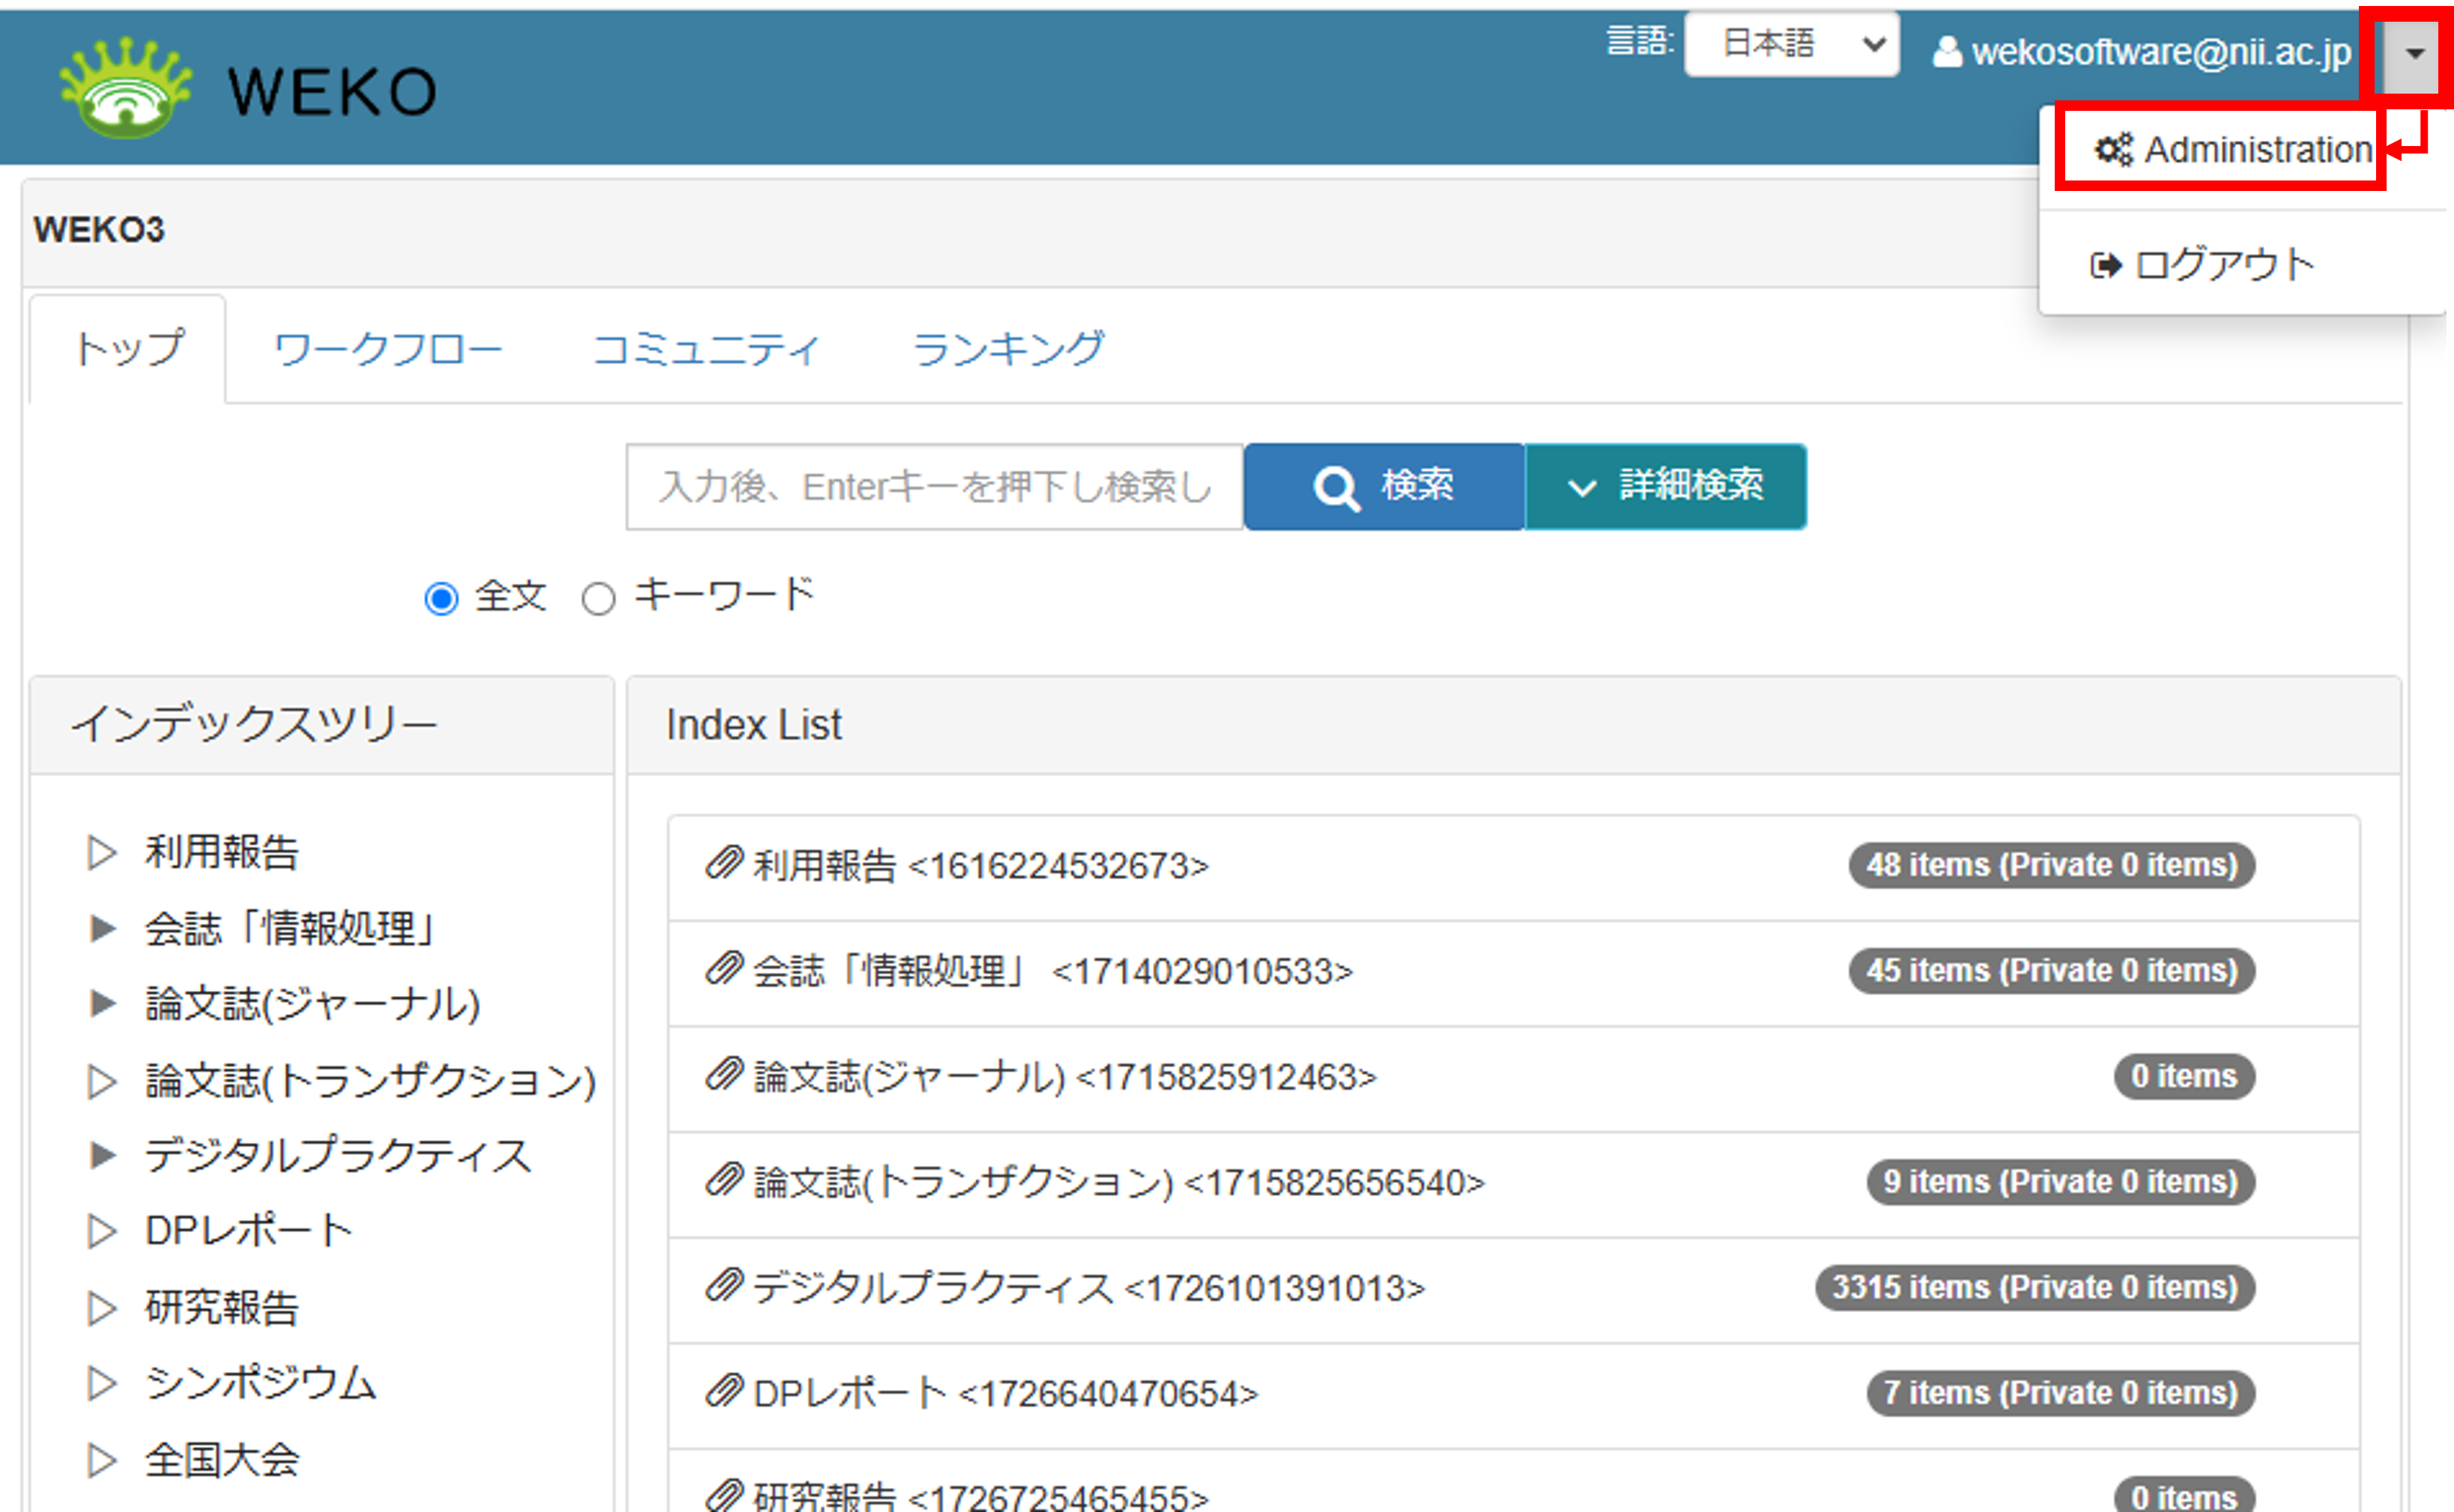 WEKO
言語: 日本語 wekosoftware@nii.ac.jp
Administration
ログアウト
WEKO3
トップ ワークフロー コミュニティ ランキング
入力後、Enterキーを押下し検索し 検索 詳細検索
全文 キーワード
インデックスツリー
利用報告
会誌「情報処理」
論文誌(ジャーナル)
論文誌(トランザクション)
デジタルプラクティス
DPレポート
研究報告
シンポジウム
全国大会
Index List
利用報告 <1616224532673> 48 items (Private 0 items)
会誌「情報処理」 <1714029010533> 45 items (Private 0 items)
論文誌(ジャーナル) <1715825912463> 0 items
論文誌(トランザクション) <1715825656540> 9 items (Private 0 items)
デジタルプラクティス <1726101391013> 3315 items (Private 0 items)
DPレポート <1726640470654> 7 items (Private 0 items)
研究報告 <1726725465455> 0 items